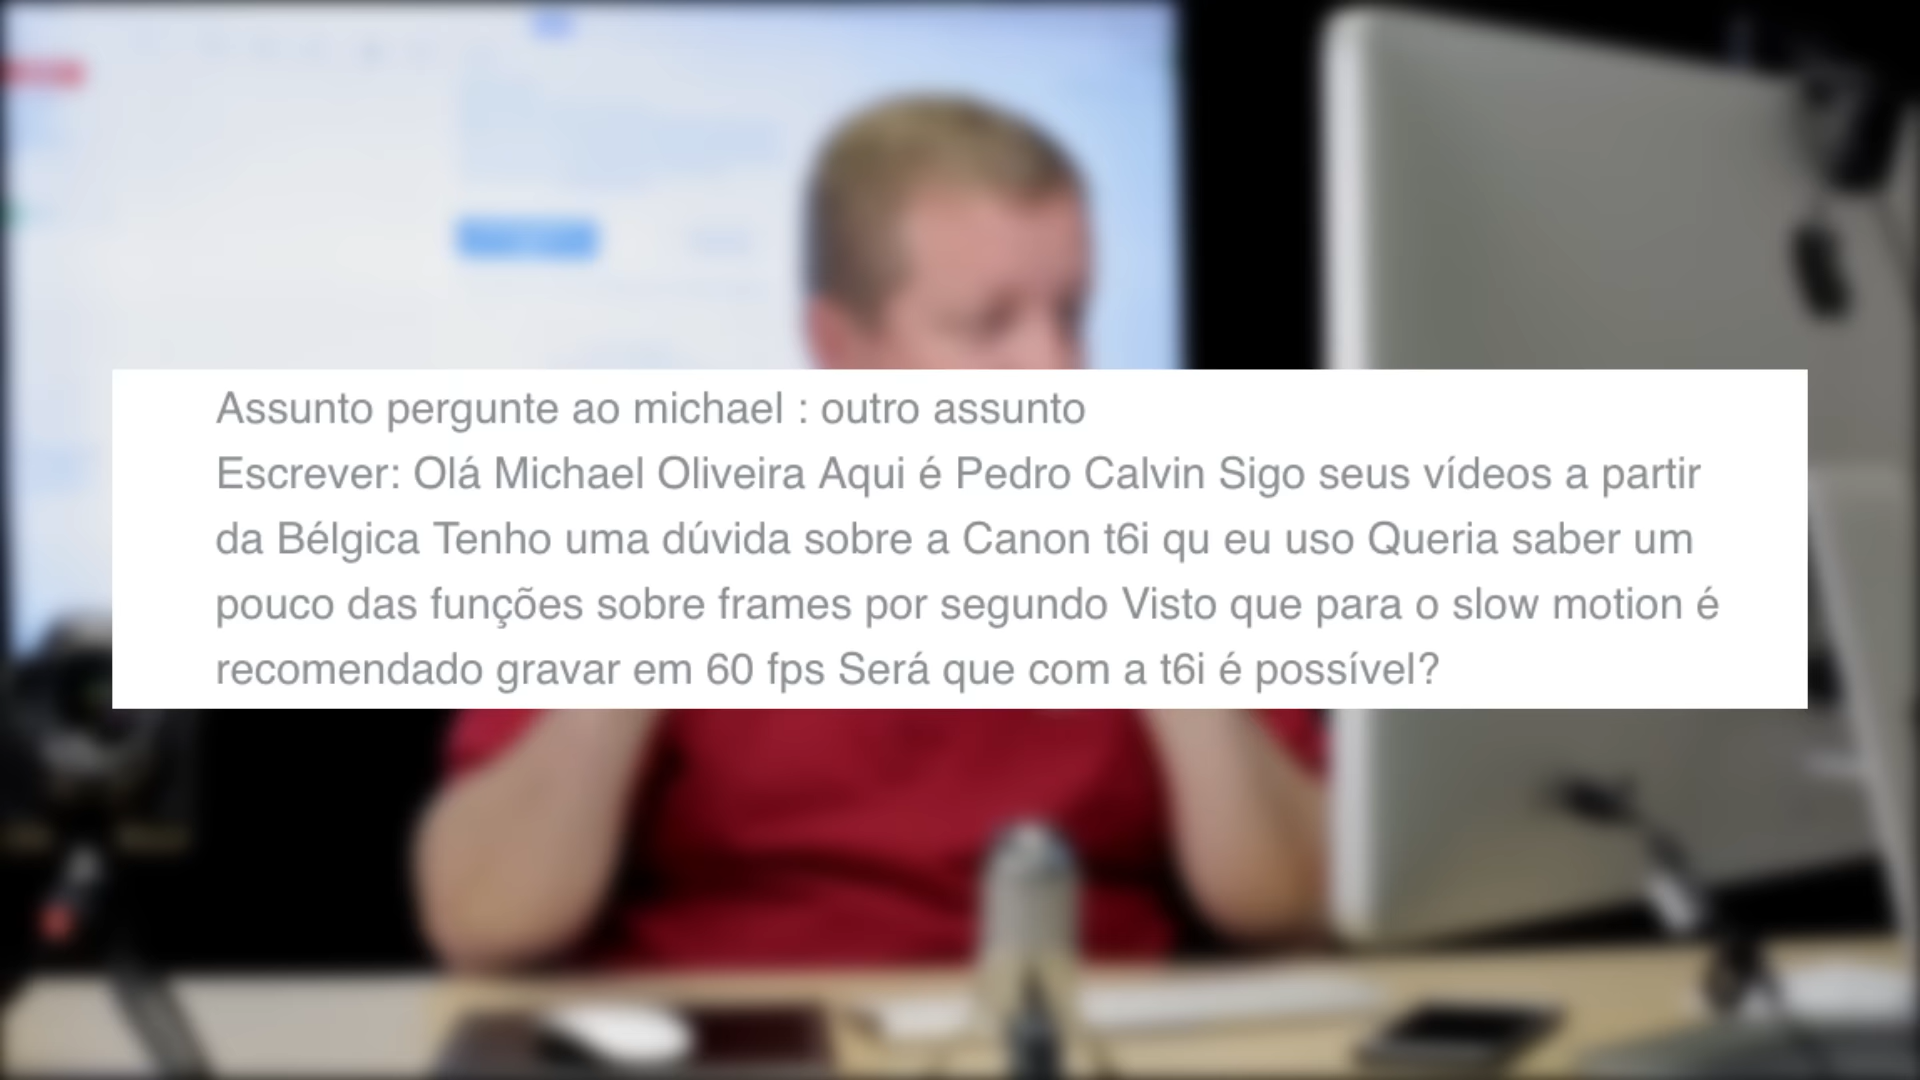 Assunto pergunte ao michael : outro assunto
Escrever: Olá Michael Oliveira Aqui é Pedro Calvin Sigo seus vídeos a partir
da Bélgica Tenho uma dúvida sobre a Canon t6i qu eu uso Queria saber um
pouco das funções sobre frames por segundo Visto que para o slow motion é
recomendado gravar em 60 fps Será que com a t6i é possível?